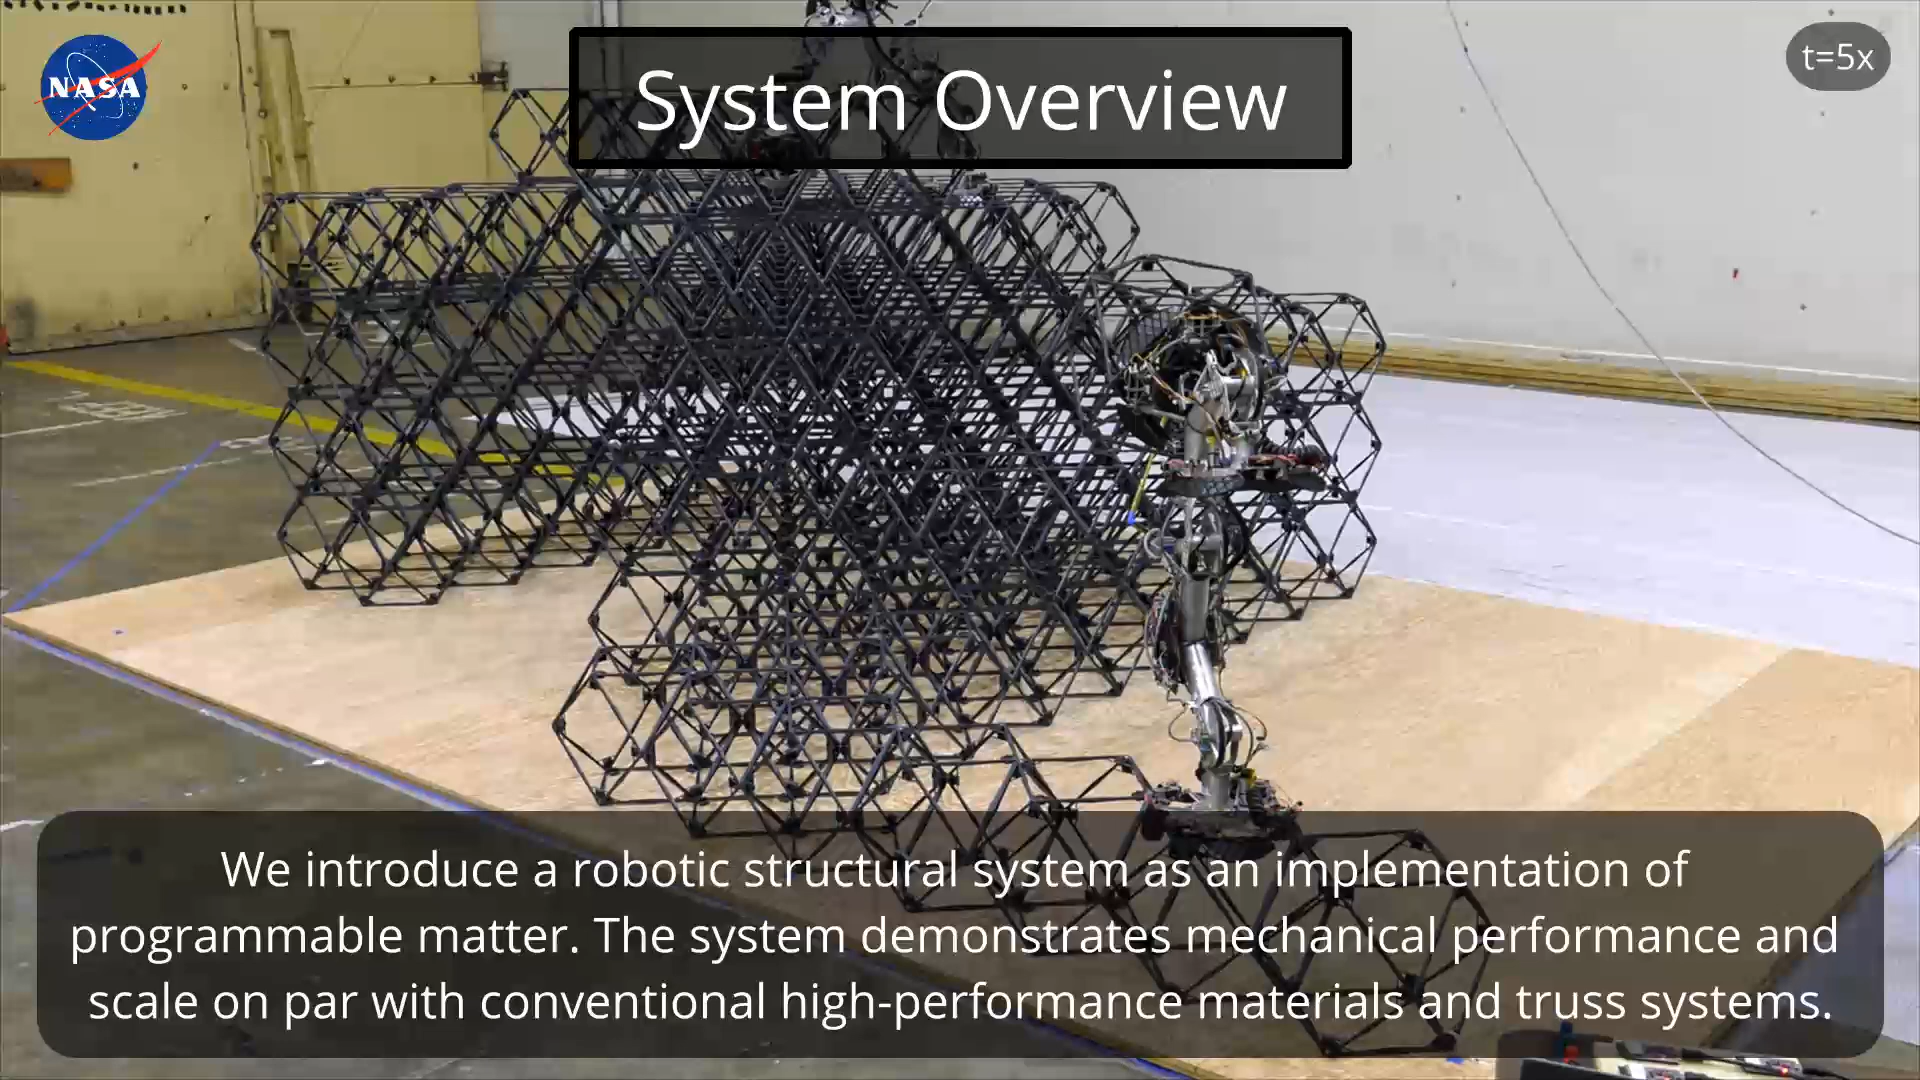 NASA
System Overview
t=5x
We introduce a robotic structural system as an implementation of
programmable matter. The system demonstrates mechanical performance and
scale on par with conventional high-performance materials and truss systems.